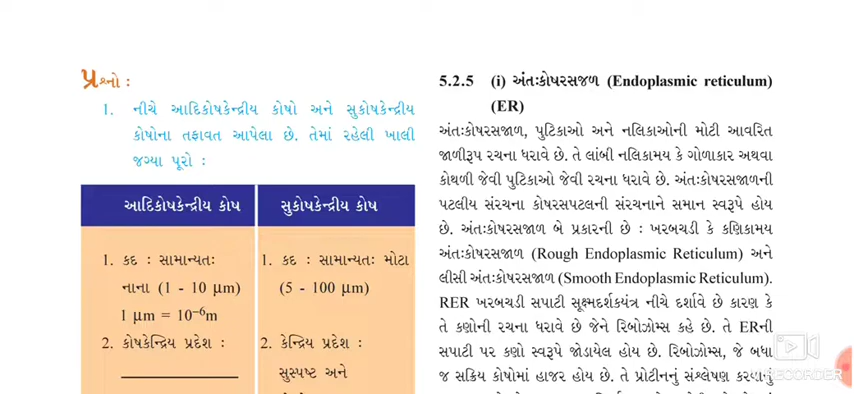 પ્રશ્નો :
1. નીચે આદિકોષકેન્દ્રીય કોષો અને સુકોષકેન્દ્રીય
કોષોના તફાવત આપેલા છે. તેમાં રહેલી ખાલી
જગ્યા પૂરો :
આદિકોષકેન્દ્રીય કોષ
સુકોષકેન્દ્રીય કોષ
1. કદ : સામાન્યતઃ
નાના (1 - 10 µm)
1 µm = 10⁻⁶m
2. કોષકેન્દ્રિય પ્રદેશ :
1. કદ : સામાન્યતઃ મોટા
(5 - 100 µm)
2. કેન્દ્રિય પ્રદેશ :
સુસ્પષ્ટ અને
5.2.5 (i) અંતઃકોષરસજાળ (Endoplasmic reticulum)
(ER)
અંતઃકોષરસજાળ, પુટિકાઓ અને નલિકાઓની મોટી આવરિત
જાળીરૂપ રચના ધરાવે છે. તે લાંબી નલિકામય કે ગોળાકાર અથવા
કોથળી જેવી પુટિકાઓ જેવી રચના ધરાવે છે. અંતઃકોષરસજાળની
પટલીય સંરચના કોષરસપટલની સંરચનાને સમાન સ્વરૂપે હોય
છે. અંતઃકોષરસજાળ બે પ્રકારની છે : ખરબચડી કે કણિકામય
અંતઃકોષરસજાળ (Rough Endoplasmic Reticulum) અને
લીસી અંતઃકોષરસજાળ (Smooth Endoplasmic Reticulum).
RER ખરબચડી સપાટી સૂક્ષ્મદર્શકયંત્ર નીચે દર્શાવે છે કારણ કે
તે કણોની રચના ધરાવે છે જેને રિબોઝોમ્સ કહે છે. તે ERની
સપાટી પર કણો સ્વરૂપે જોડાયેલ હોય છે. રિબોઝોમ્સ, જે બધા
જ સક્રિય કોષોમાં હાજર હોય છે. તે પ્રોટીનનું સંશ્લેષણ કરવાનું
RECORDER